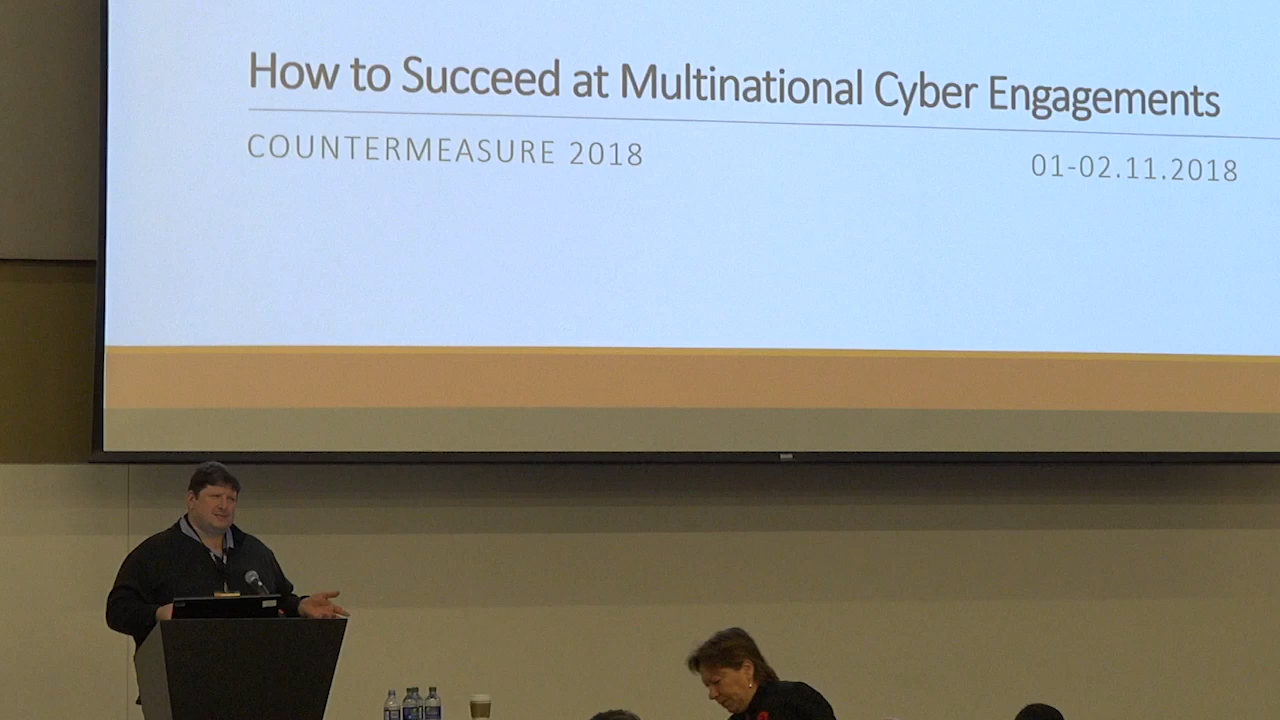 How to Succeed at Multinational Cyber Engagements
COUNTERMEASURE 2018
01-02.11.2018